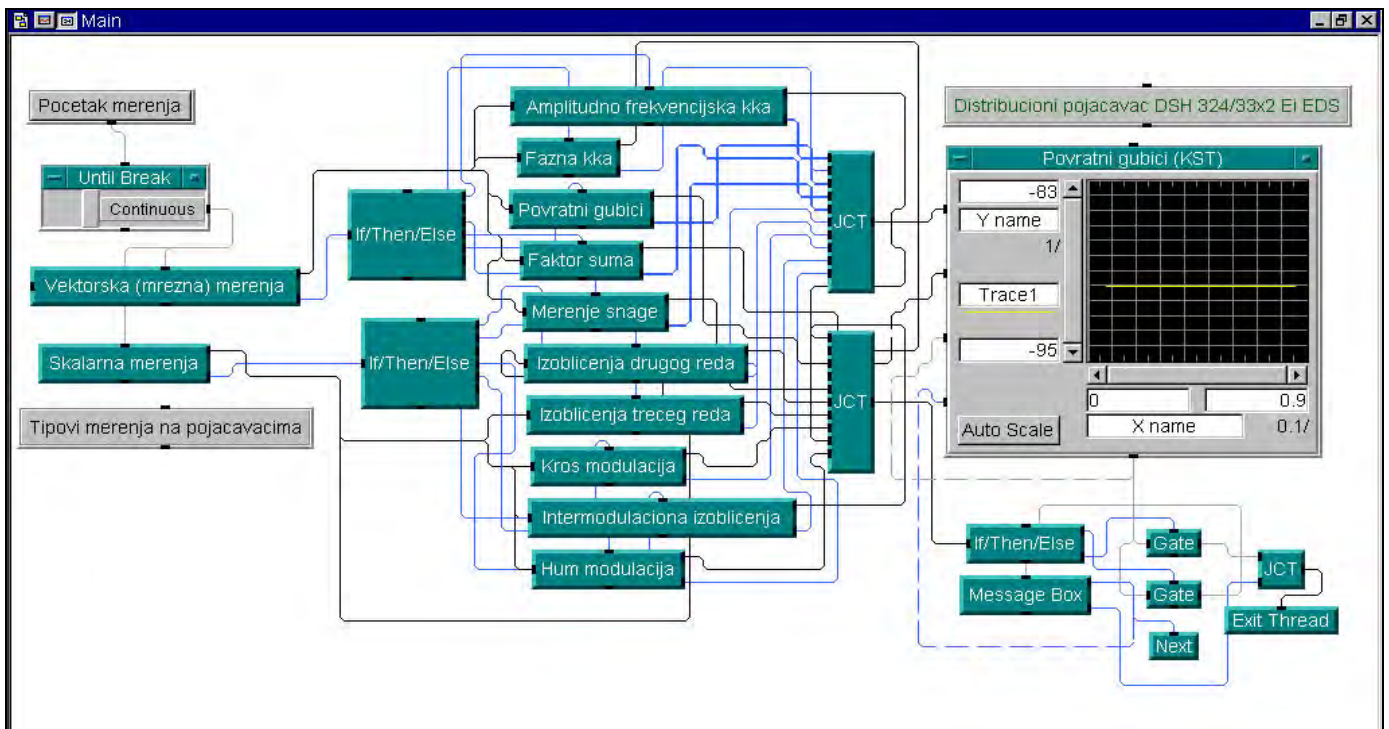 Main
Pocetak merenja
Until Break
Continuous
Vektorska (mrezna) merenja
Skalarna merenja
Tipovi merenja na pojacavacima
If/Then/Else
If/Then/Else
Amplitudno frekvencijska kka
Fazna kka
Povratni gubici
Faktor suma
Merenje snage
Izoblicenja drugog reda
Izoblicenja treceg reda
Kros modulacija
Intermodulaciona izoblicenja
Hum modulacija
JCT
JCT
Distribucioni pojacavac DSH 324/33x2 Ei EDS
Povratni gubici (KST)
-83
Y name
1/
Trace1
-95
Auto Scale
0
0.9
X name
0.1/
If/Then/Else
Message Box
Gate
Gate
Next
JCT
Exit Thread